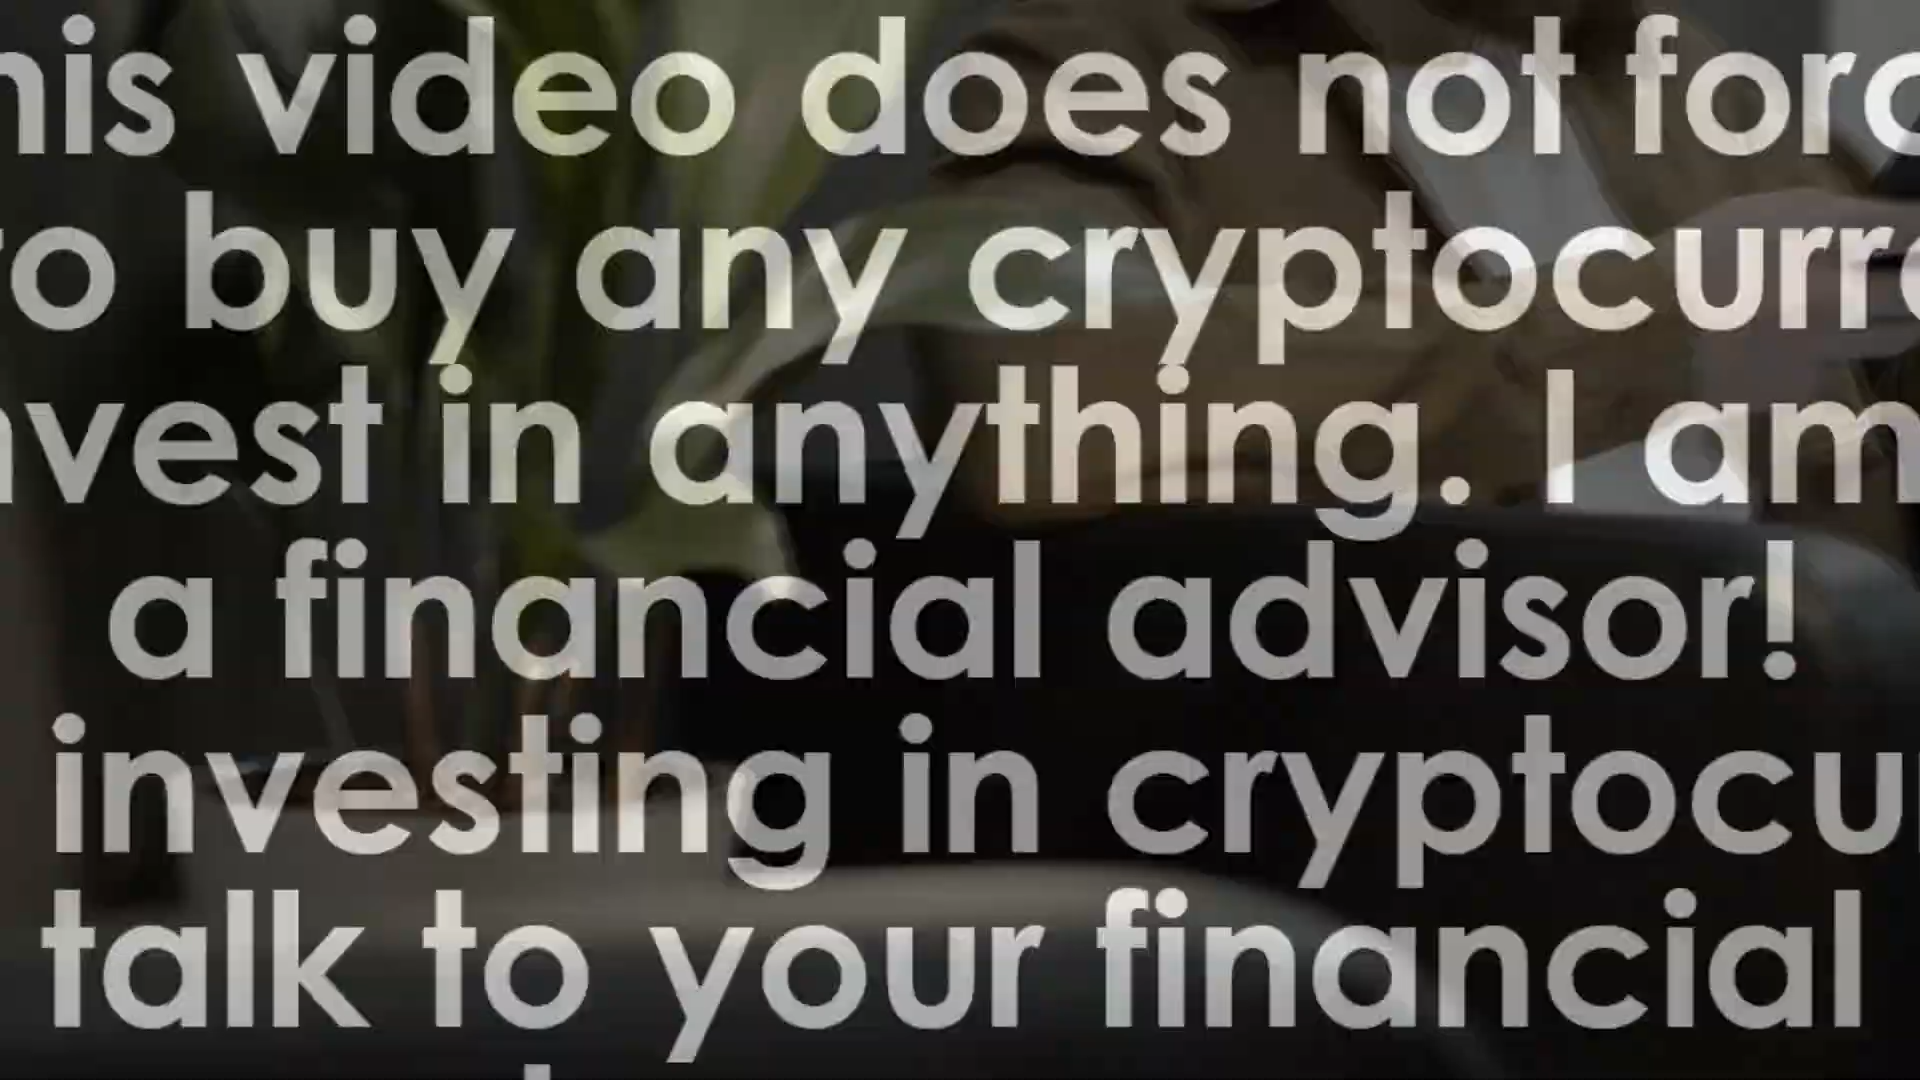 his video does not forc
to buy any cryptocurre
nvest in anything. I am
a financial advisor!
investing in cryptocu
talk to your financial